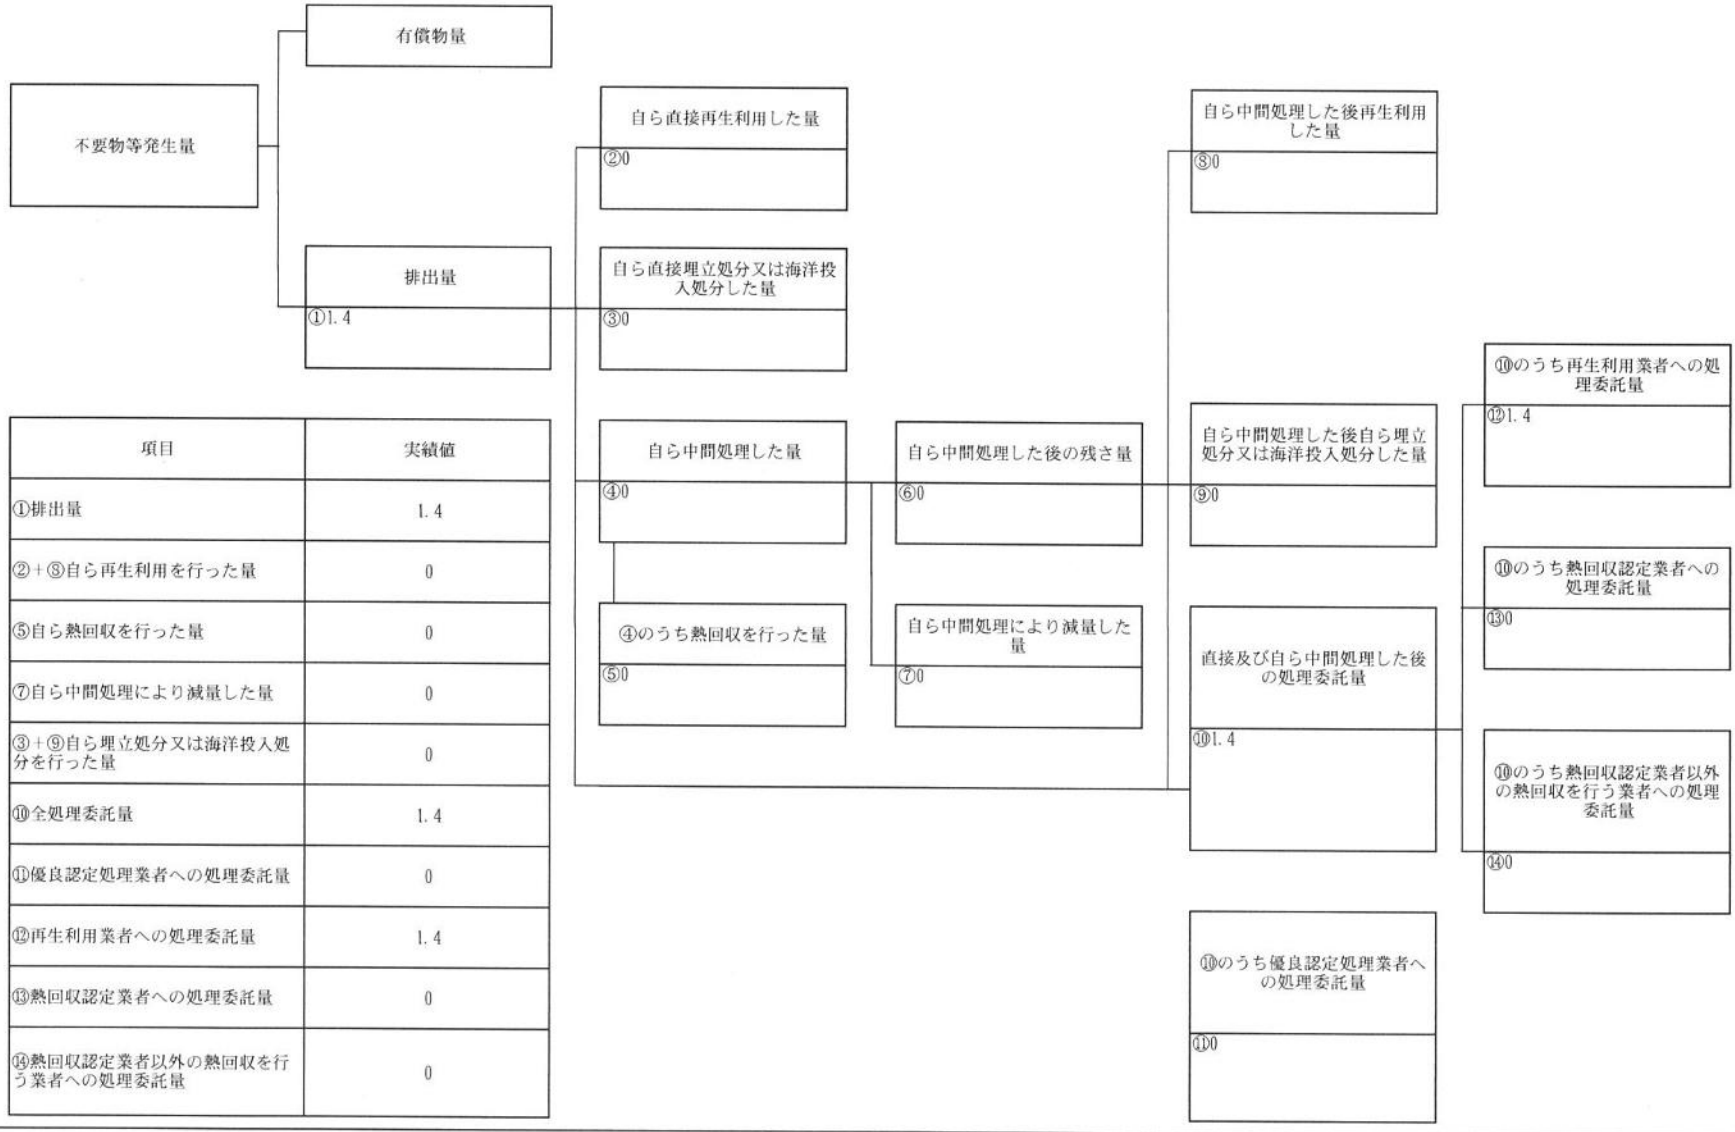 有償物量
不要物等発生量
排出量
①1.4
自ら直接再生利用した量
②0
自ら直接埋立処分又は海洋投
入処分した量
③0
自ら中間処理した量
④0
④のうち熱回収を行った量
⑤0
自ら中間処理した後の残さ量
⑥0
自ら中間処理により減量した
量
⑦0
自ら中間処理した後再生利用
した量
⑧0
自ら中間処理した後自ら埋立
処分又は海洋投入処分した量
⑨0
直接及び自ら中間処理した後
の処理委託量
⑩1.4
⑩のうち優良認定処理業者へ
の処理委託量
⑪0
⑩のうち再生利用業者への処
理委託量
⑫1.4
⑩のうち熱回収認定業者への
処理委託量
⑬0
⑩のうち熱回収認定業者以外
の熱回収を行う業者への処理
委託量
⑭0
項目 実績値
①排出量 1.4
②+⑧自ら再生利用を行った量 0
⑤自ら熱回収を行った量 0
⑦自ら中間処理により減量した量 0
③+⑨自ら埋立処分又は海洋投入処
分を行った量 0
⑩全処理委託量 1.4
⑪優良認定処理業者への処理委託量 0
⑫再生利用業者への処理委託量 1.4
⑬熱回収認定業者への処理委託量 0
⑭熱回収認定業者以外の熱回収を行
う業者への処理委託量 0